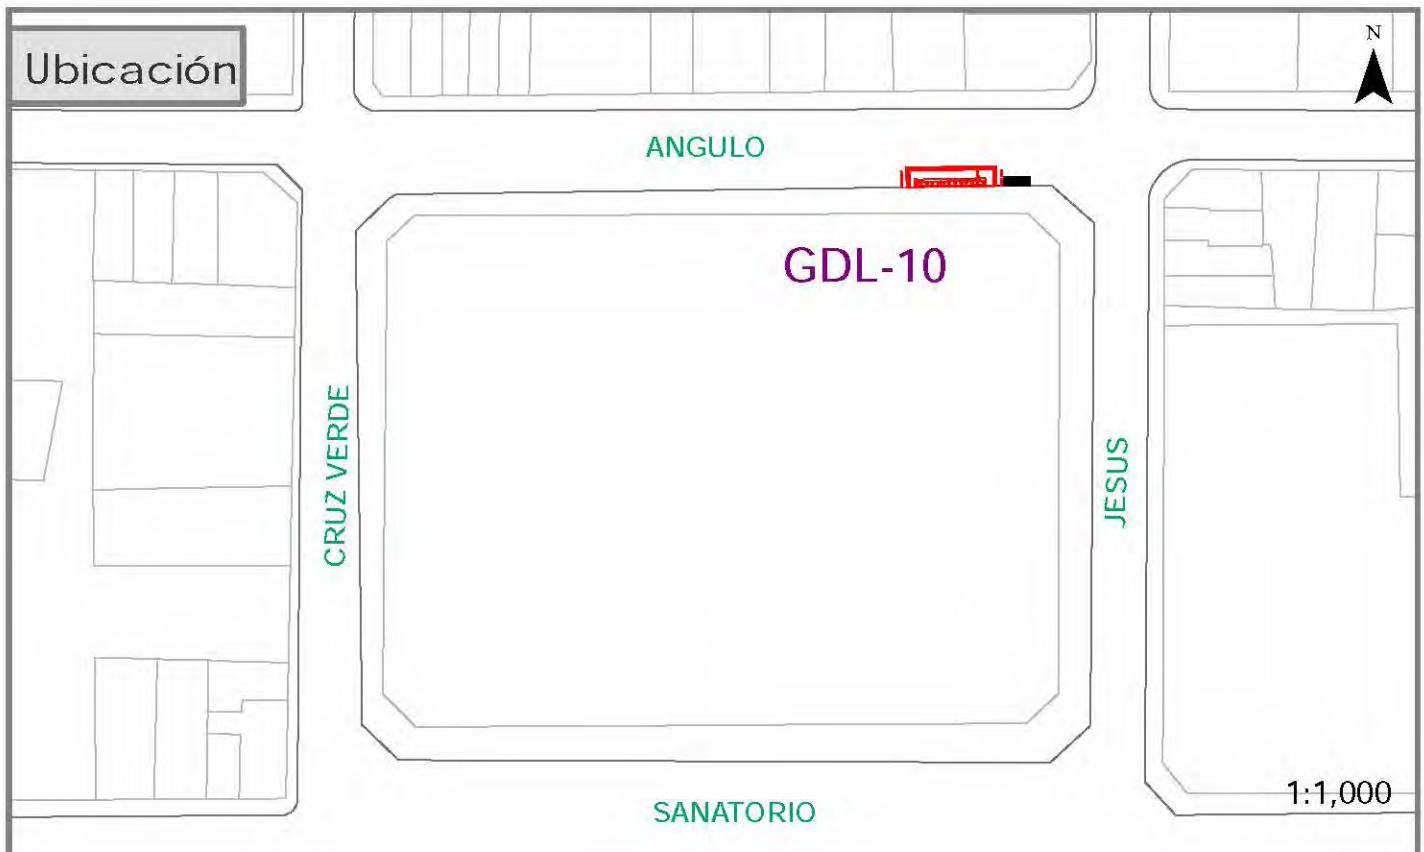 Ubicación
N
ANGULO
GDL-10
CRUZ VERDE
JESUS
1:1,000
SANATORIO